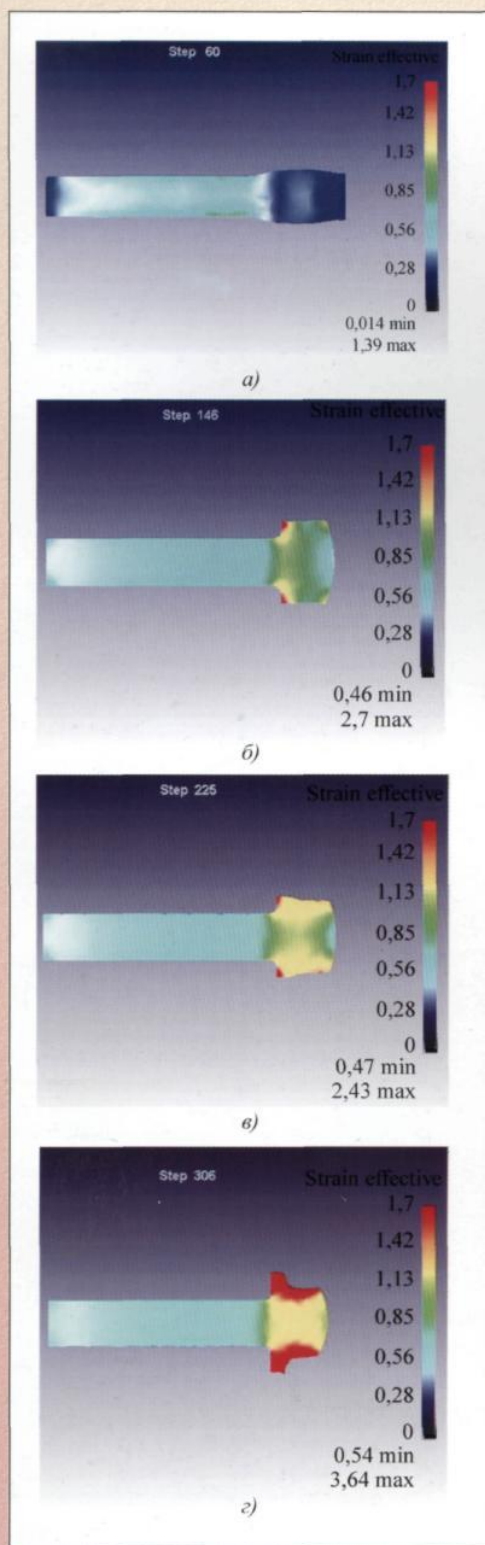 Step 60
Strain effective
1,7
1,42
1,13
0,85
0,56
0,28
0
0,014 min
1,39 max
а)
Step 146
Strain effective
1,7
1,42
1,13
0,85
0,56
0,28
0
0,46 min
2,7 max
б)
Step 225
Strain effective
1,7
1,42
1,13
0,85
0,56
0,28
0
0,47 min
2,43 max
в)
Step 306
Strain effective
1,7
1,42
1,13
0,85
0,56
0,28
0
0,54 min
3,64 max
г)